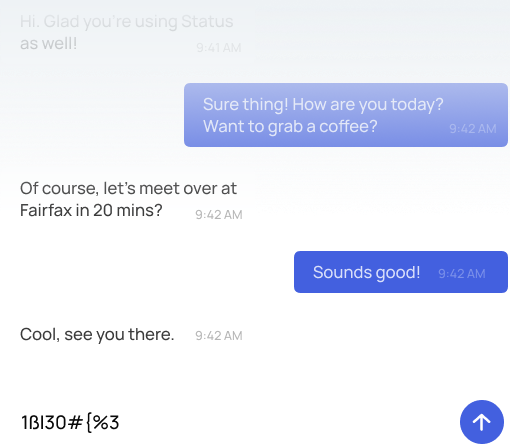 Hi. Glad you're using Status
as well! 9:41 AM
Sure thing! How are you today?
Want to grab a coffee? 9:42 AM
Of course, let's meet over at
Fairfax in 20 mins? 9:42 AM
Sounds good! 9:42 AM
Cool, see you there. 9:42 AM
1ßl30#{%3